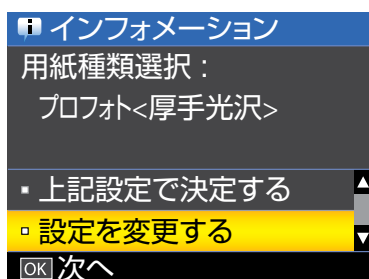 インフォメーション
用紙種類選択：
プロフォト<厚手光沢>
上記設定で決定する
設定を変更する
OK 次へ